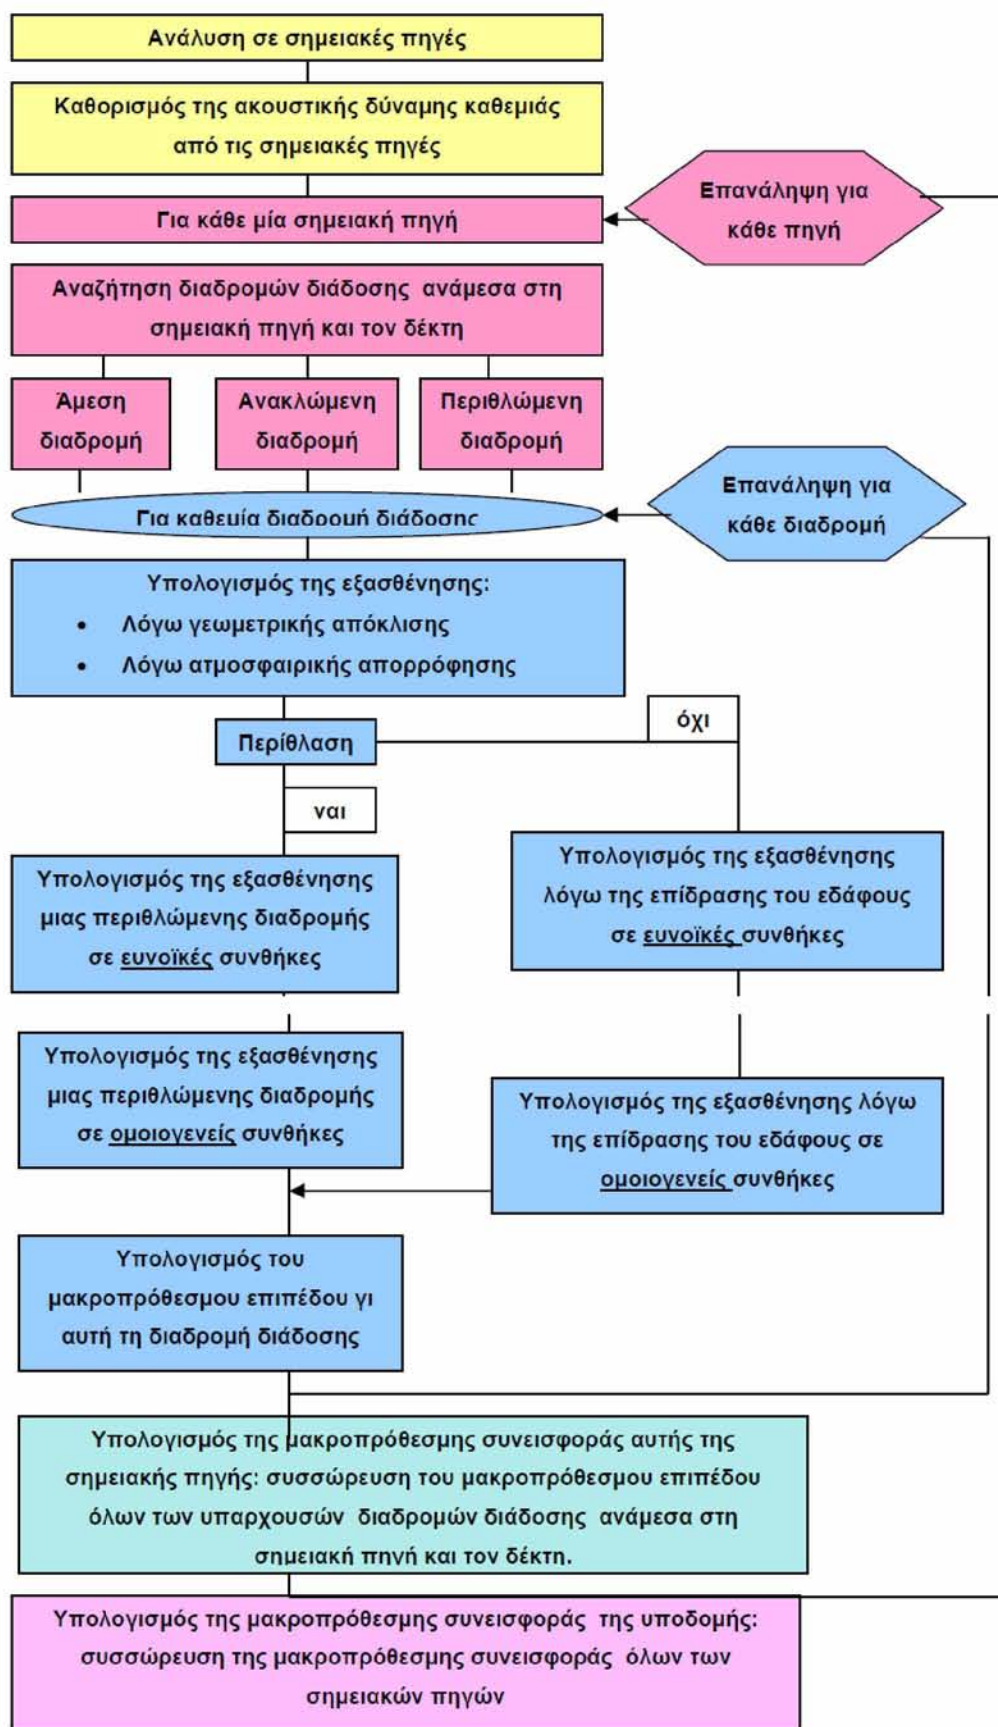 Ανάλυση σε σημειακές πηγές
Καθορισμός της ακουστικής δύναμης καθεμιάς
από τις σημειακές πηγές
Για κάθε μία σημειακή πηγή
Επανάληψη για
κάθε πηγή
Αναζήτηση διαδρομών διάδοσης ανάμεσα στη
σημειακή πηγή και τον δέκτη
Άμεση
διαδρομή
Ανακλώμενη
διαδρομή
Περιθλώμενη
διαδρομή
Για καθεμία διαδρομή διάδοσης
Επανάληψη για
κάθε διαδρομή
Υπολογισμός της εξασθένησης:
• Λόγω γεωμετρικής απόκλισης
• Λόγω ατμοσφαιρικής απορρόφησης
Περίθλαση
όχι
ναι
Υπολογισμός της εξασθένησης
μιας περιθλώμενης διαδρομής
σε ευνοϊκές συνθήκες
Υπολογισμός της εξασθένησης
λόγω της επίδρασης του εδάφους
σε ευνοϊκές συνθήκες
Υπολογισμός της εξασθένησης
μιας περιθλώμενης διαδρομής
σε ομοιογενείς συνθήκες
Υπολογισμός της εξασθένησης λόγω
της επίδρασης του εδάφους σε
ομοιογενείς συνθήκες
Υπολογισμός του
μακροπρόθεσμου επιπέδου γι
αυτή τη διαδρομή διάδοσης
Υπολογισμός της μακροπρόθεσμης συνεισφοράς αυτής της
σημειακής πηγής: συσσώρευση του μακροπρόθεσμου επιπέδου
όλων των υπαρχουσών διαδρομών διάδοσης ανάμεσα στη
σημειακή πηγή και τον δέκτη.
Υπολογισμός της μακροπρόθεσμης συνεισφοράς της υποδομής:
συσσώρευση της μακροπρόθεσμης συνεισφοράς όλων των
σημειακών πηγών